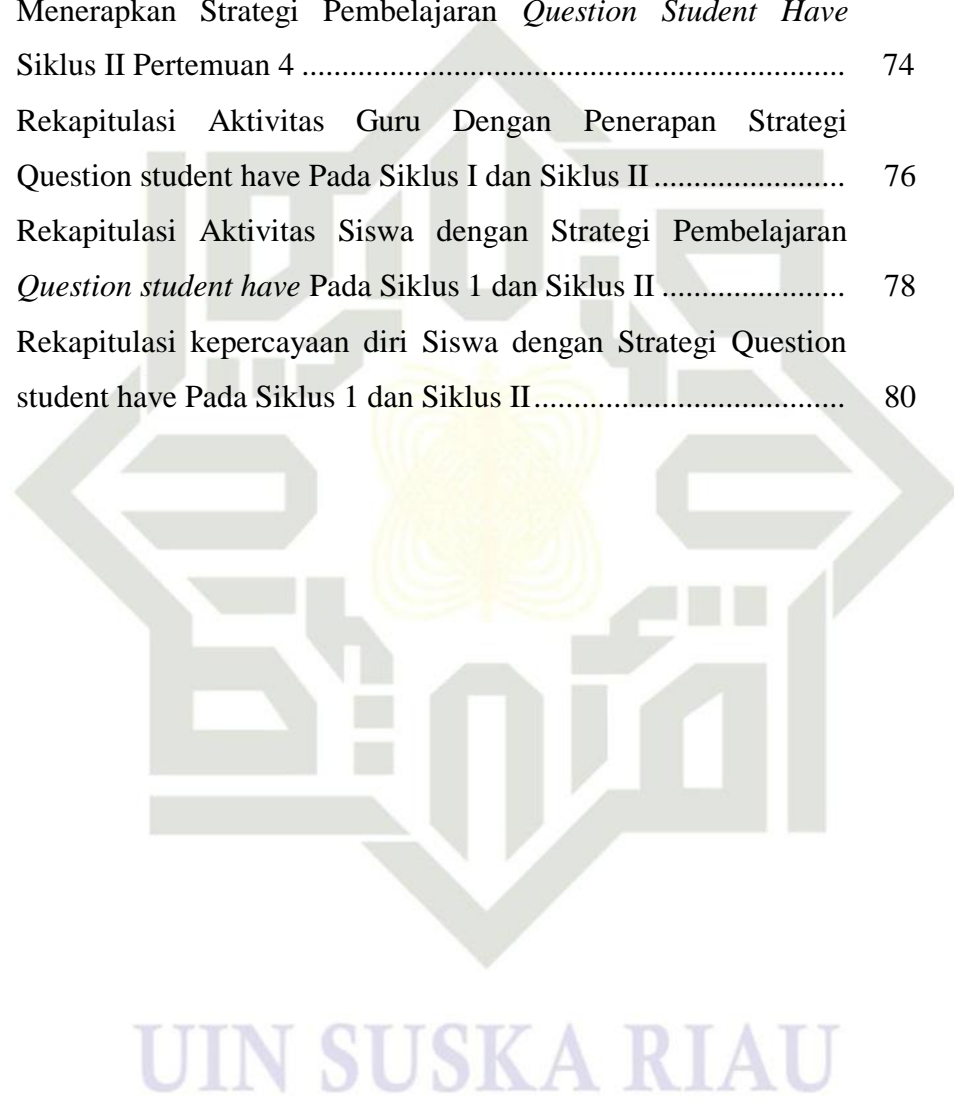 Menerapkan Strategi Pembelajaran Question Student Have
Siklus II Pertemuan 4 .................................................................... 74
Rekapitulasi Aktivitas Guru Dengan Penerapan Strategi
Question student have Pada Siklus I dan Siklus II ........................ 76
Rekapitulasi Aktivitas Siswa dengan Strategi Pembelajaran
Question student have Pada Siklus 1 dan Siklus II ....................... 78
Rekapitulasi kepercayaan diri Siswa dengan Strategi Question
student have Pada Siklus 1 dan Siklus II....................................... 80
UIN SUSKA RIAU